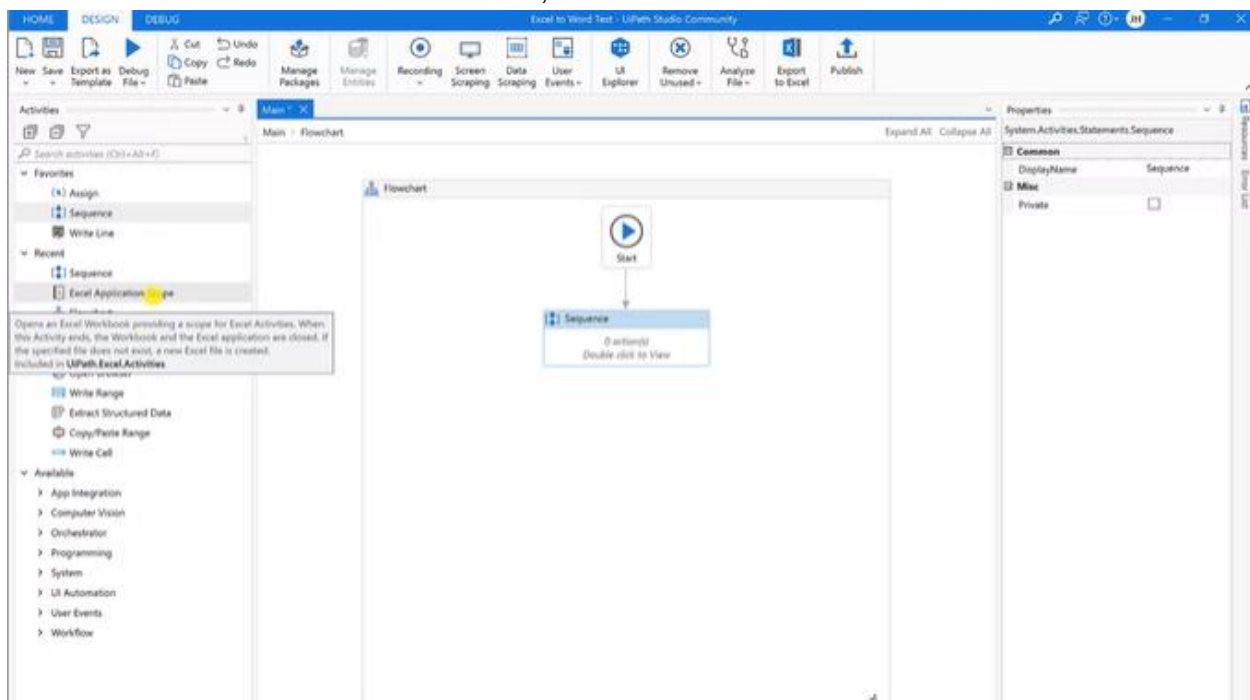 HOME DESIGN DEBUG
Excel to Word Test - UiPath Studio Community
JH
New Save Export as Template Debug File Cut Copy Paste Undo Redo
Manage Packages Manage Entities Recording Screen Scraping Data Scraping User Events UI Explorer Remove Unused Analyze File Export to Excel Publish
Activities
Search activities (Ctrl+Alt+F)
Favorites
Assign
Sequence
Write Line
Recent
Sequence
Excel Application
Opens an Excel Workbook providing a scope for Excel Activities. When
this Activity ends, the Workbook and the Excel application are closed. If
the specified file does not exist, a new Excel file is created.
Included in UiPath.Excel.Activities
Write Range
Extract Structured Data
Copy/Paste Range
Write Cell
Available
App Integration
Computer Vision
Orchestrator
Programming
System
UI Automation
User Events
Workflow
Main *
Main > Flowchart
Expand All Collapse All
Flowchart
Start
Sequence
0 action(s)
Double click to View
Properties
System.Activities.Statements.Sequence
Common
DisplayName Sequence
Misc
Private
Resources
Error List